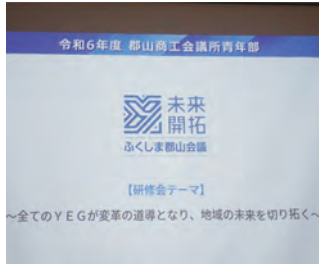 令和6年度 郡山商工会議所青年部
未来
開拓
ふくしま郡山会議
【研修会テーマ】
～全てのYEGが変革の道導となり、地域の未来を切り拓く～